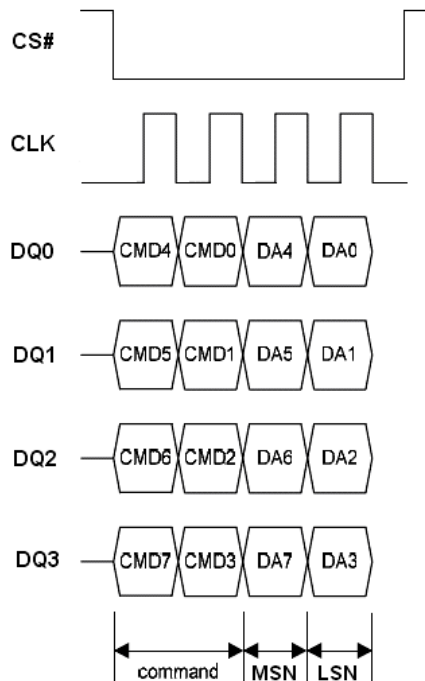 CS#
CLK
DQ0 CMD4 CMD0 DA4 DA0
DQ1 CMD5 CMD1 DA5 DA1
DQ2 CMD6 CMD2 DA6 DA2
DQ3 CMD7 CMD3 DA7 DA3
command MSN LSN